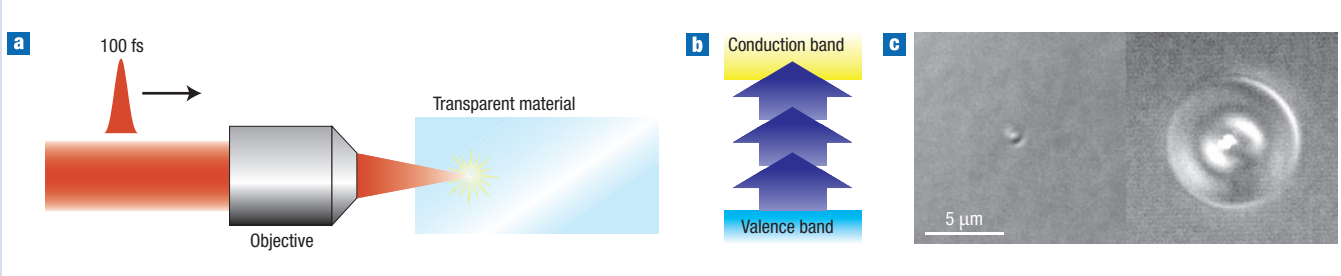 a
100 fs
Objective
Transparent material
b
Conduction band
Valence band
c
5 μm